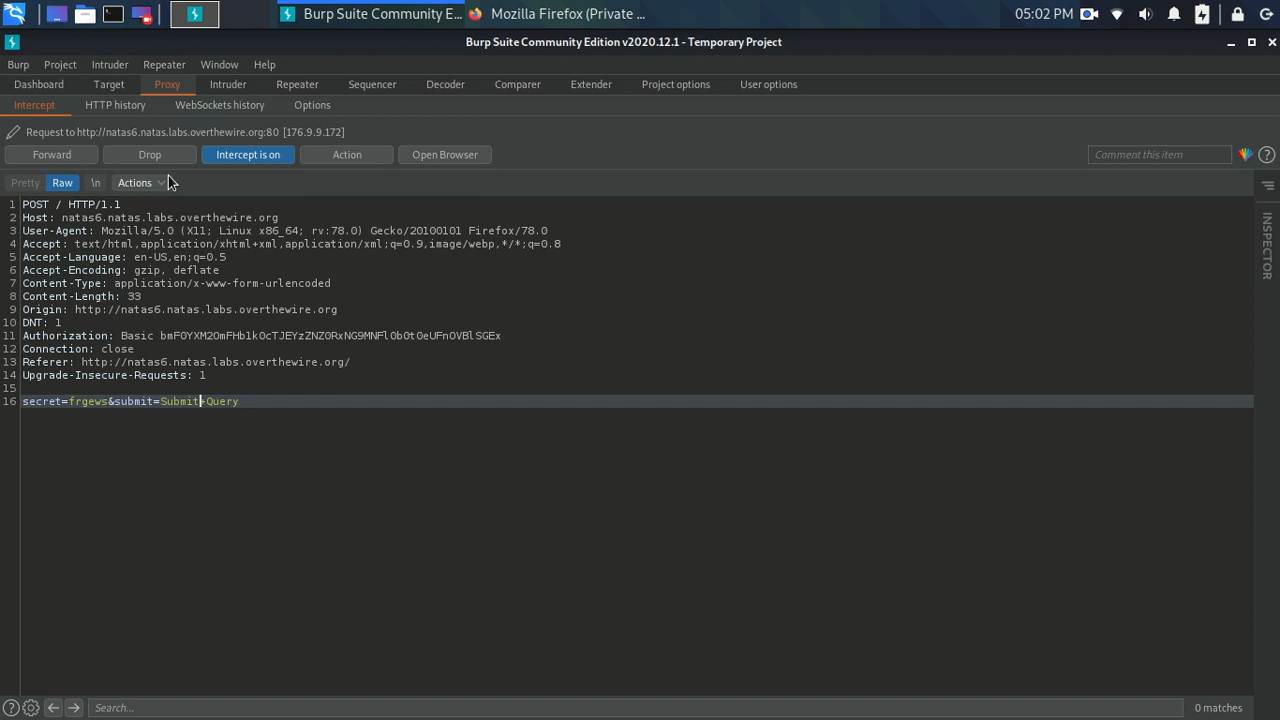 Burp Suite Community E...
Mozilla Firefox (Private ...
05:02 PM
Burp Suite Community Edition v2020.12.1 - Temporary Project
Burp Project Intruder Repeater Window Help
Dashboard Target Proxy Intruder Repeater Sequencer Decoder Comparer Extender Project options User options
Intercept HTTP history WebSockets history Options
Request to http://natas6.natas.labs.overthewire.org:80 [176.9.9.172]
Forward Drop Intercept is on Action Open Browser Comment this item
Pretty Raw \n Actions
1 POST / HTTP/1.1
2 Host: natas6.natas.labs.overthewire.org
3 User-Agent: Mozilla/5.0 (X11; Linux x86_64; rv:78.0) Gecko/20100101 Firefox/78.0
4 Accept: text/html,application/xhtml+xml,application/xml;q=0.9,image/webp,*/*;q=0.8
5 Accept-Language: en-US,en;q=0.5
6 Accept-Encoding: gzip, deflate
7 Content-Type: application/x-www-form-urlencoded
8 Content-Length: 33
9 Origin: http://natas6.natas.labs.overthewire.org
10 DNT: 1
11 Authorization: Basic
12 Connection: close
13 Referer: http://natas6.natas.labs.overthewire.org/
14 Upgrade-Insecure-Requests: 1
15
16 secret=frgews&submit=Submit+Query
INSPECTOR
Search...
0 matches